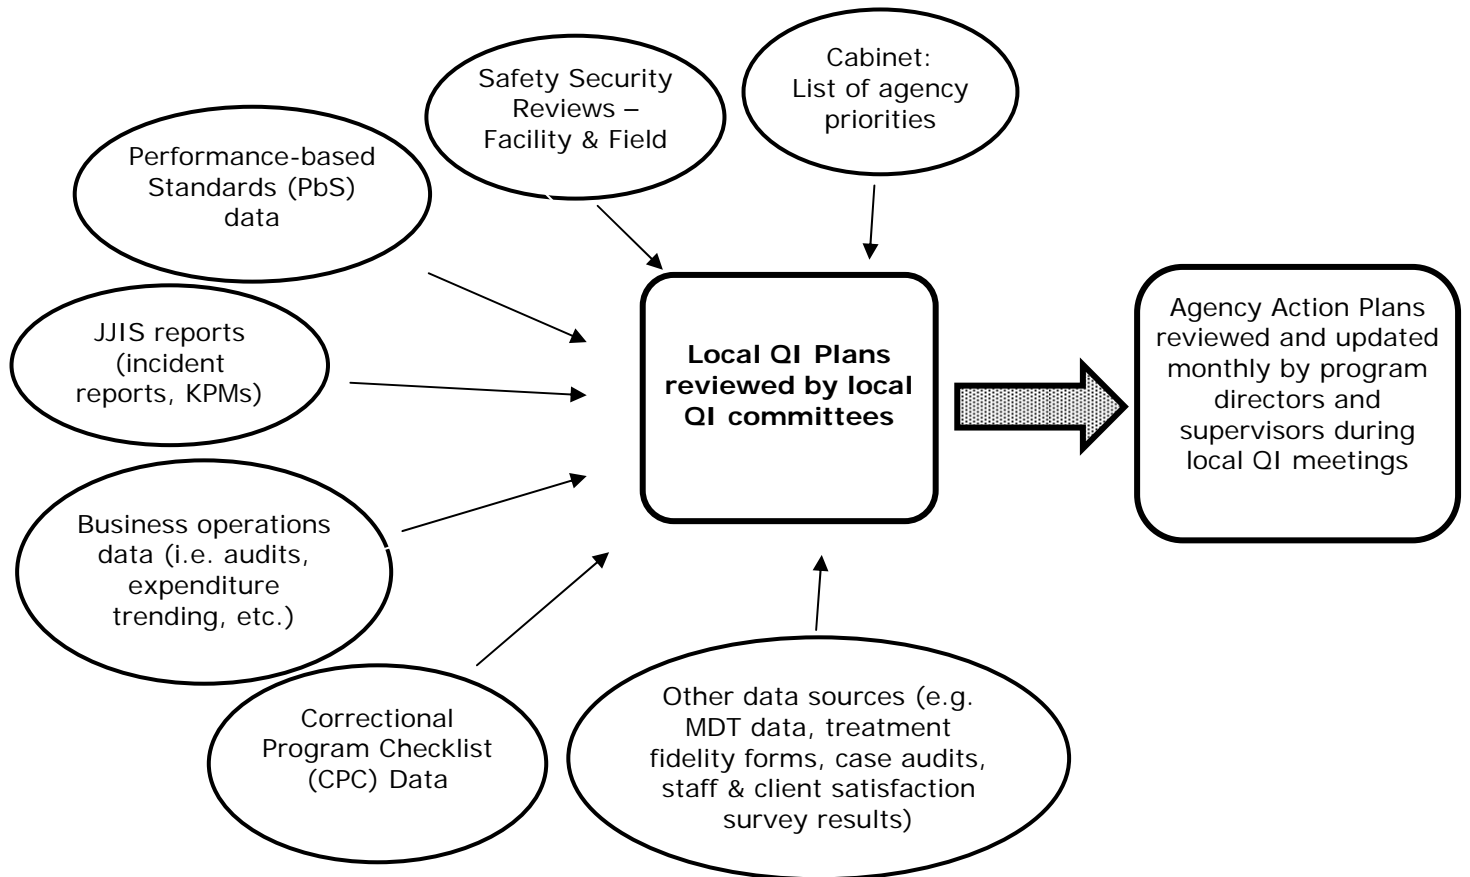 Cabinet:
List of agency
priorities
Safety Security
Reviews –
Facility & Field
Performance-based
Standards (PbS)
data
JJIS reports
(incident
reports, KPMs)
Business operations
data (i.e. audits,
expenditure
trending, etc.)
Correctional
Program Checklist
(CPC) Data
Other data sources (e.g.
MDT data, treatment
fidelity forms, case audits,
staff & client satisfaction
survey results)
Local QI Plans
reviewed by local
QI committees
Agency Action Plans
reviewed and updated
monthly by program
directors and
supervisors during
local QI meetings